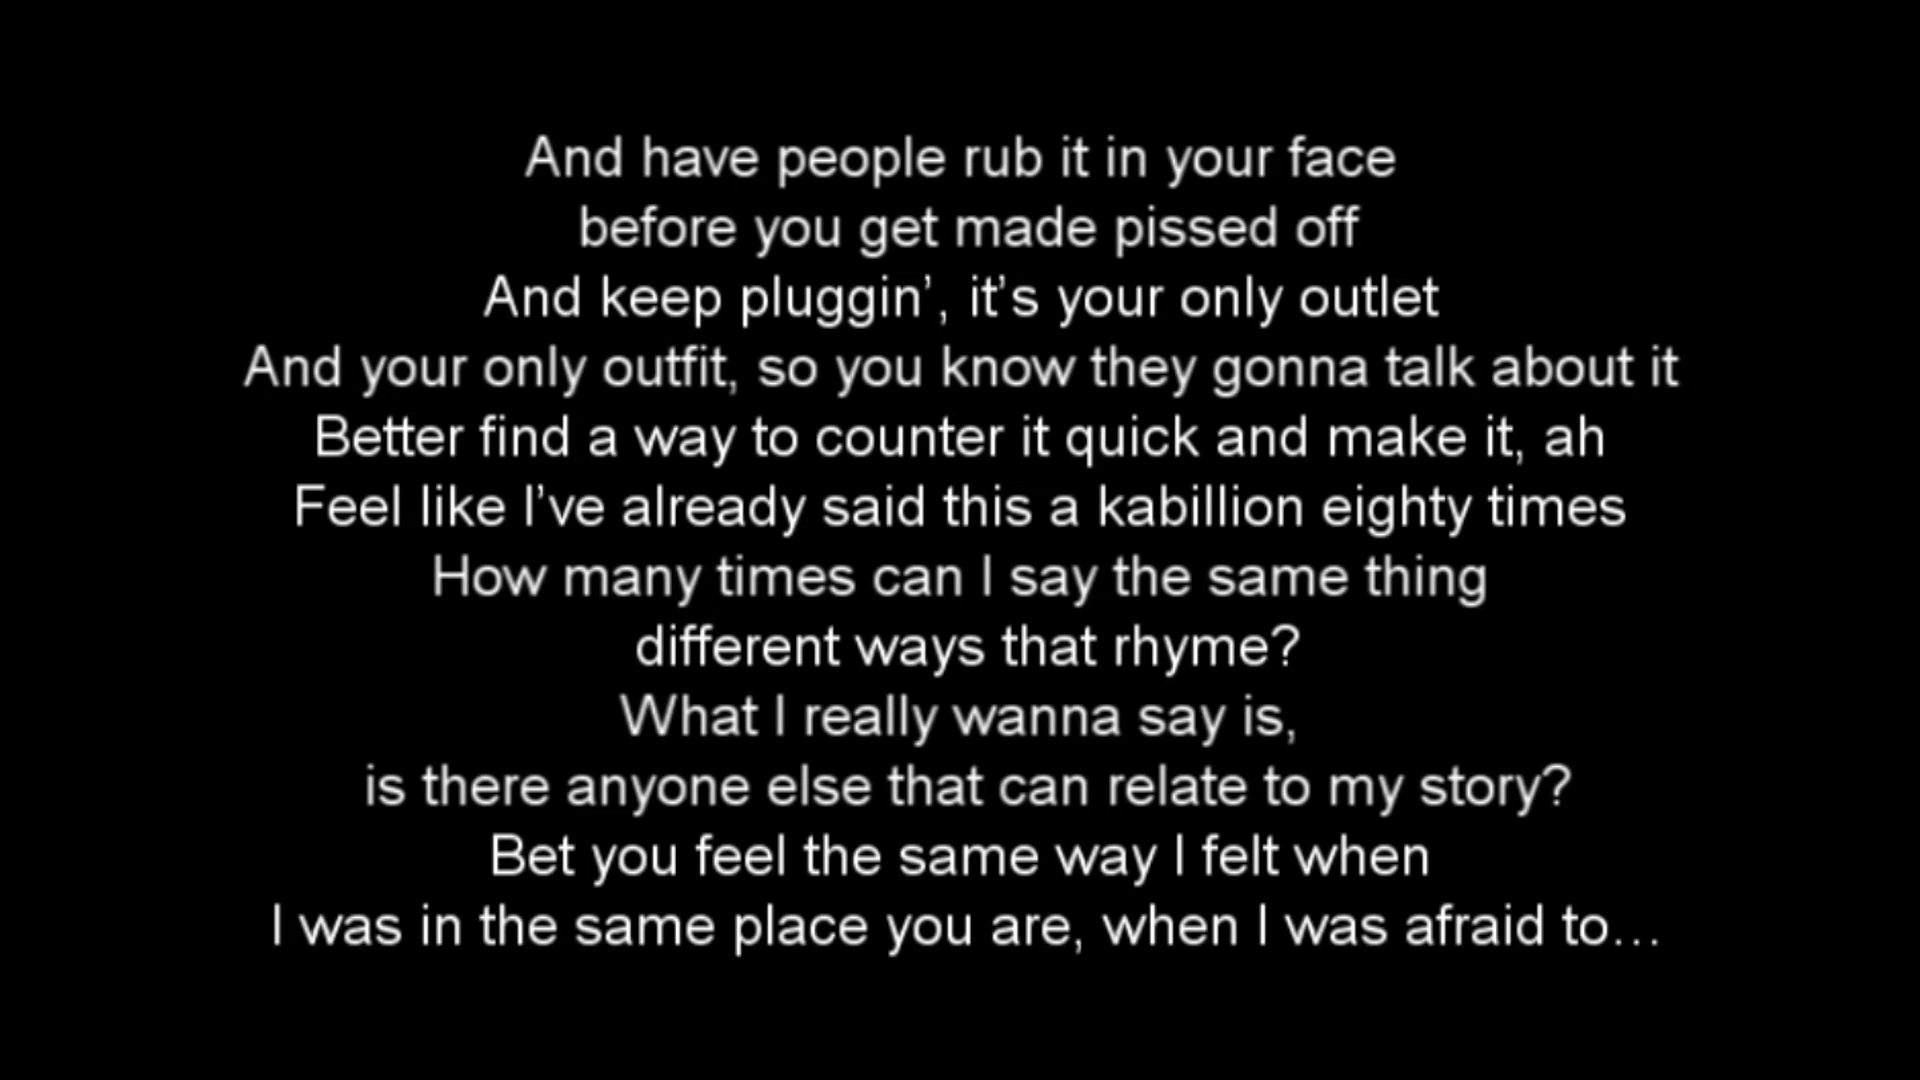 And have people rub it in your face
before you get made pissed off
And keep pluggin’, it’s your only outlet
And your only outfit, so you know they gonna talk about it
Better find a way to counter it quick and make it, ah
Feel like I’ve already said this a kabillion eighty times
How many times can I say the same thing
different ways that rhyme?
What I really wanna say is,
is there anyone else that can relate to my story?
Bet you feel the same way I felt when
I was in the same place you are, when I was afraid to…